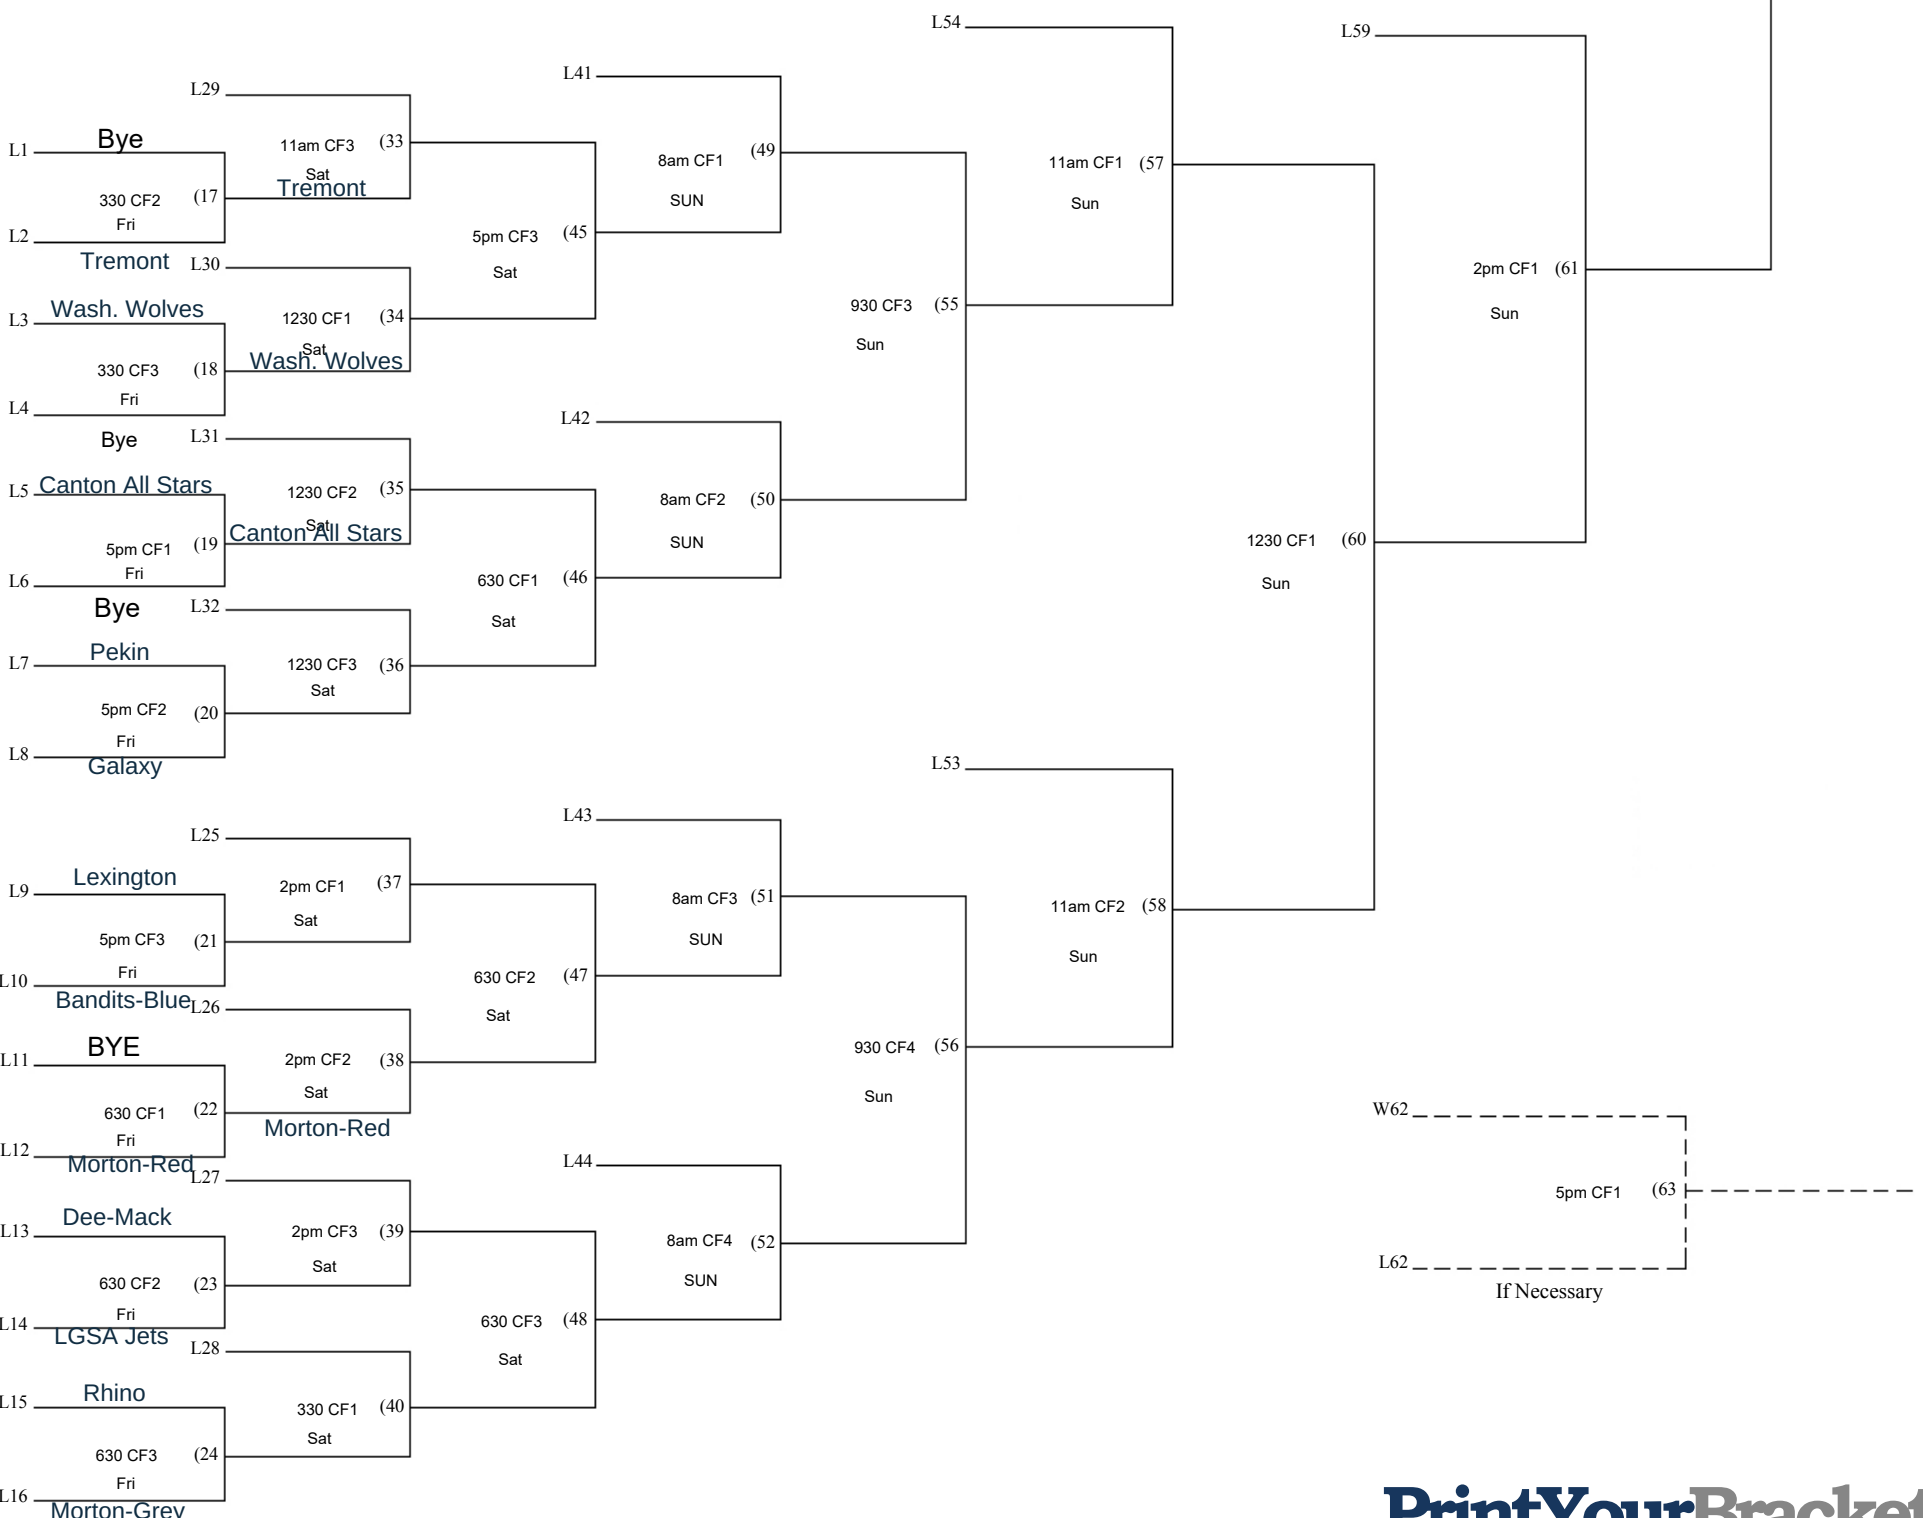 L54
L59
L41
L29
Bye
L1
11am CF3 (33
Sat
Tremont
8am CF1 (49
SUN
11am CF1 (57
Sun
330 CF2 (17
Fri
L2
Tremont
L30
5pm CF3 (45
Sat
2pm CF1 (61
Sun
Wash. Wolves
L3
1230 CF1 (34
Sat
Wash. Wolves
930 CF3 (55
Sun
330 CF3 (18
Fri
L4
Bye
L31
L42
Canton All Stars
L5
1230 CF2 (35
Sat
Canton All Stars
8am CF2 (50
SUN
5pm CF1 (19
Fri
L6
Bye
L32
630 CF1 (46
Sat
1230 CF1 (60
Sun
Pekin
L7
1230 CF3 (36
Sat
5pm CF2 (20
Fri
L8
Galaxy
L53
L43
L25
Lexington
L9
2pm CF1 (37
Sat
8am CF3 (51
SUN
11am CF2 (58
Sun
5pm CF3 (21
Fri
L10
Bandits-Blue
L26
630 CF2 (47
Sat
BYE
L11
2pm CF2 (38
Sat
Morton-Red
930 CF4 (56
Sun
630 CF1 (22
Fri
L12
Morton-Red
L27
L44
W62
5pm CF1 (63
L62
If Necessary
Dee-Mack
L13
2pm CF3 (39
Sat
8am CF4 (52
SUN
630 CF2 (23
Fri
L14
LGSA Jets
L28
630 CF3 (48
Sat
Rhino
L15
330 CF1 (40
Sat
630 CF3 (24
Fri
L16
Morton-Grey
PrintYourBracket